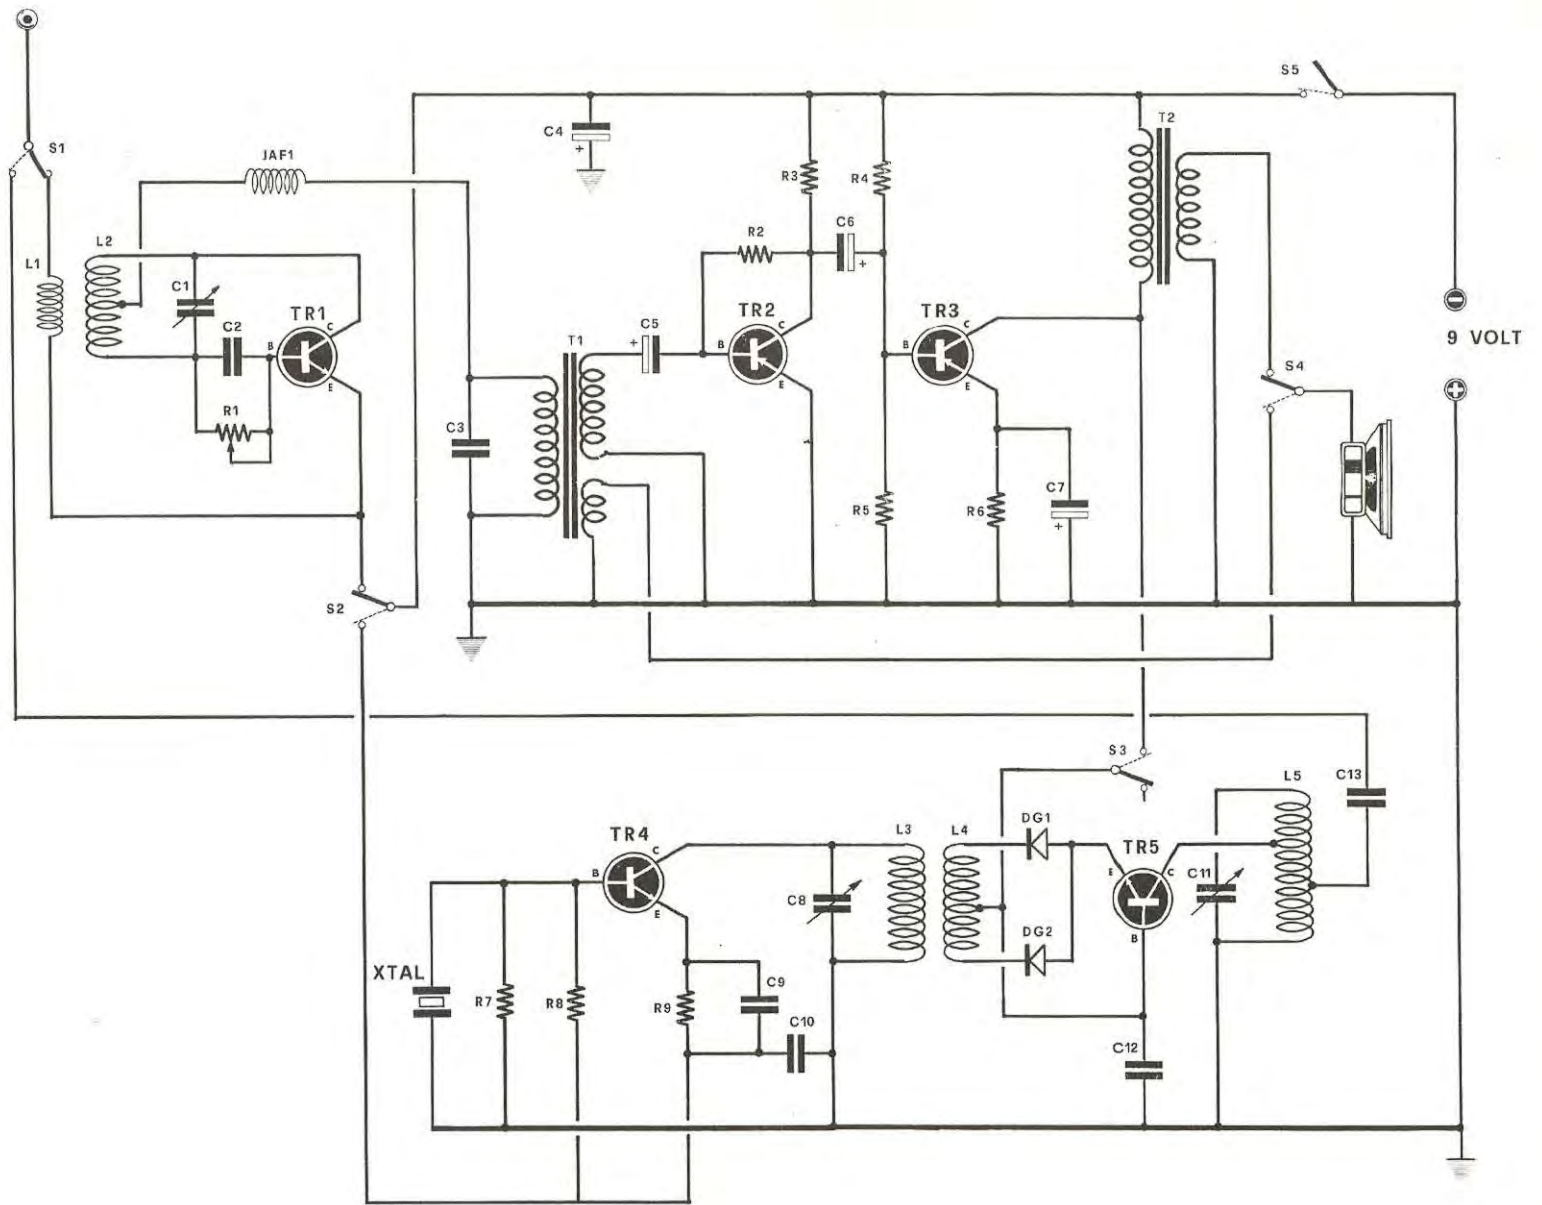 S5
T2
S1
C4
JAF1
R3
R4
C6
R2
L2
L1
C1
TR1
C
C2
B
E
R1
TR2
C
B
E
TR3
C
B
E
9 VOLT
+
C5
T1
S4
C3
R5
R6
C7
+
S2
+
+
S3
L5
C13
TR4
C
B
E
L3
L4
DG1
TR5
E
C
B
C11
C8
DG2
XTAL
R7
R8
R9
C9
C10
C12